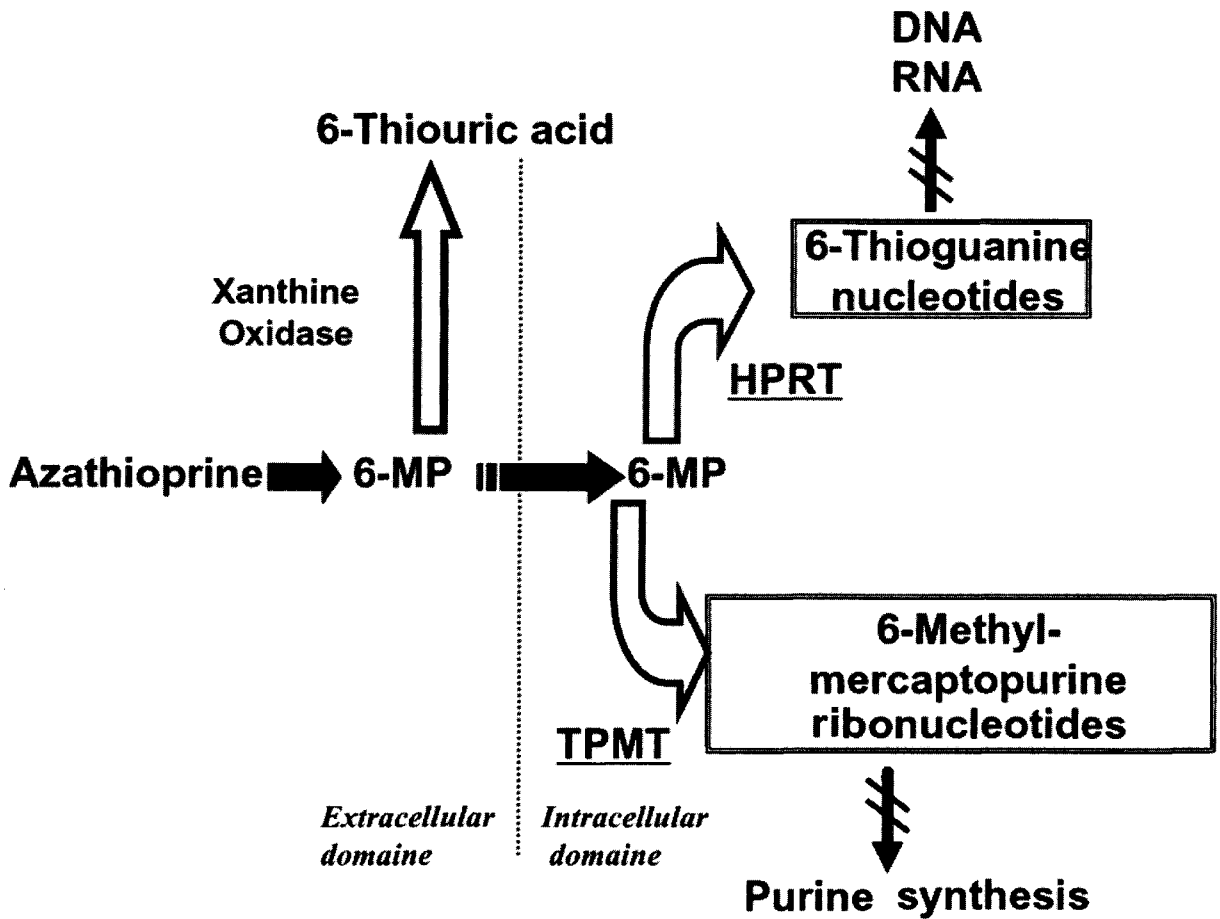 DNA
RNA
6-Thiouric acid
6-Thioguanine
nucleotides
Xanthine
Oxidase
HPRT
Azathioprine
6-MP
6-MP
6-Methyl-
mercaptopurine
ribonucleotides
TPMT
Extracellular
domaine
Intracellular
domaine
Purine synthesis